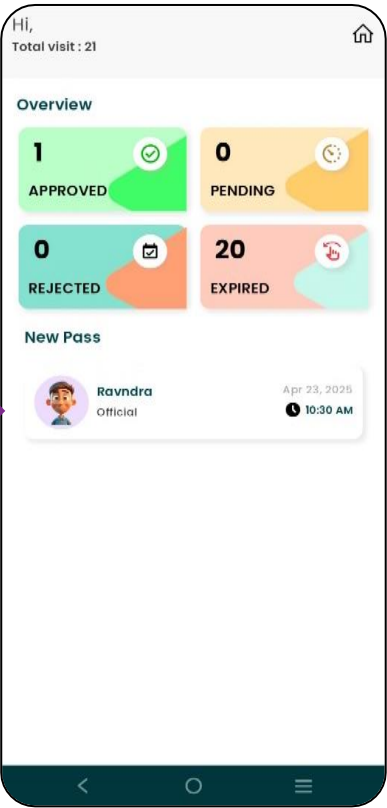 Hi,
Total visit : 21
Overview
1
APPROVED
0
PENDING
0
REJECTED
20
EXPIRED
New Pass
Ravndra
Official
Apr 23, 2025
10:30 AM